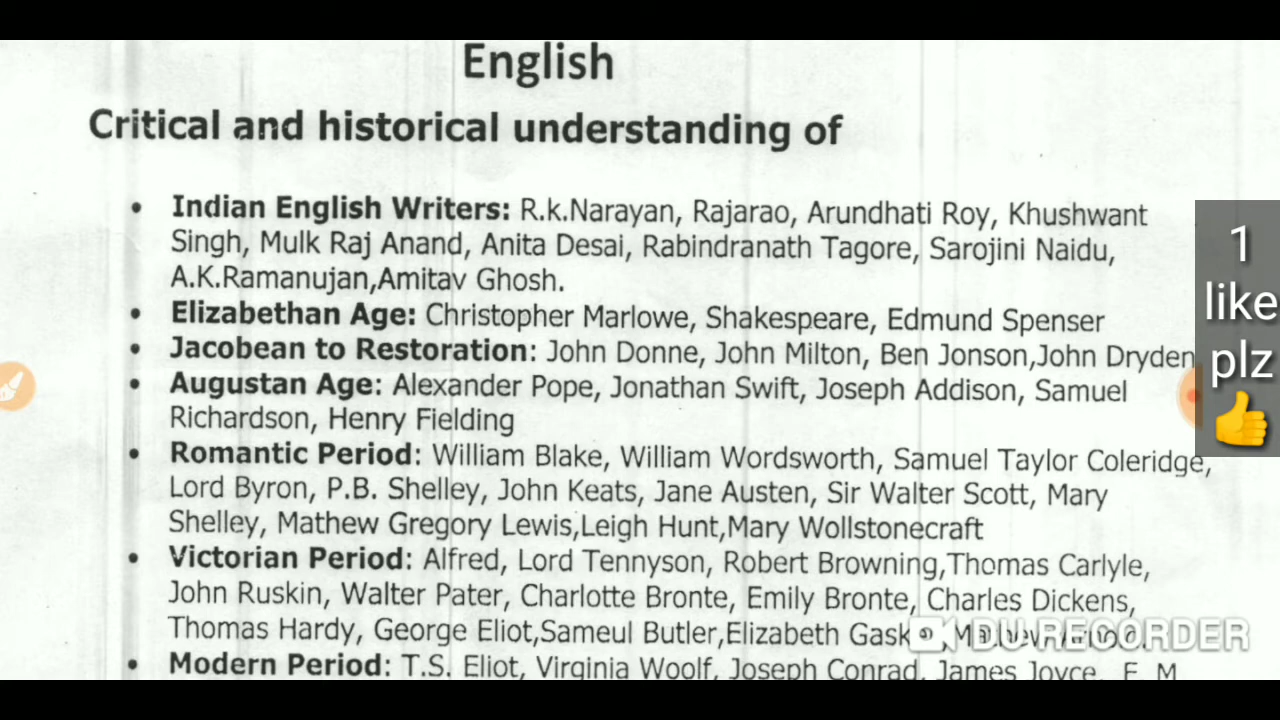 English
Critical and historical understanding of
• Indian English Writers: R.k.Narayan, Rajarao, Arundhati Roy, Khushwant
Singh, Mulk Raj Anand, Anita Desai, Rabindranath Tagore, Sarojini Naidu,
A.K.Ramanujan,Amitav Ghosh.
• Elizabethan Age: Christopher Marlowe, Shakespeare, Edmund Spenser
• Jacobean to Restoration: John Donne, John Milton, Ben Jonson,John Dryden
• Augustan Age: Alexander Pope, Jonathan Swift, Joseph Addison, Samuel
Richardson, Henry Fielding
• Romantic Period: William Blake, William Wordsworth, Samuel Taylor Coleridge,
Lord Byron, P.B. Shelley, John Keats, Jane Austen, Sir Walter Scott, Mary
Shelley, Mathew Gregory Lewis,Leigh Hunt,Mary Wollstonecraft
• Victorian Period: Alfred, Lord Tennyson, Robert Browning,Thomas Carlyle,
John Ruskin, Walter Pater, Charlotte Bronte, Emily Bronte, Charles Dickens,
Thomas Hardy, George Eliot,Sameul Butler,Elizabeth
• Modern Period: T.S. Eliot, Virginia Woolf, Joseph Conrad, James Joyce, E. M
1
like
plz
DU RECORDER